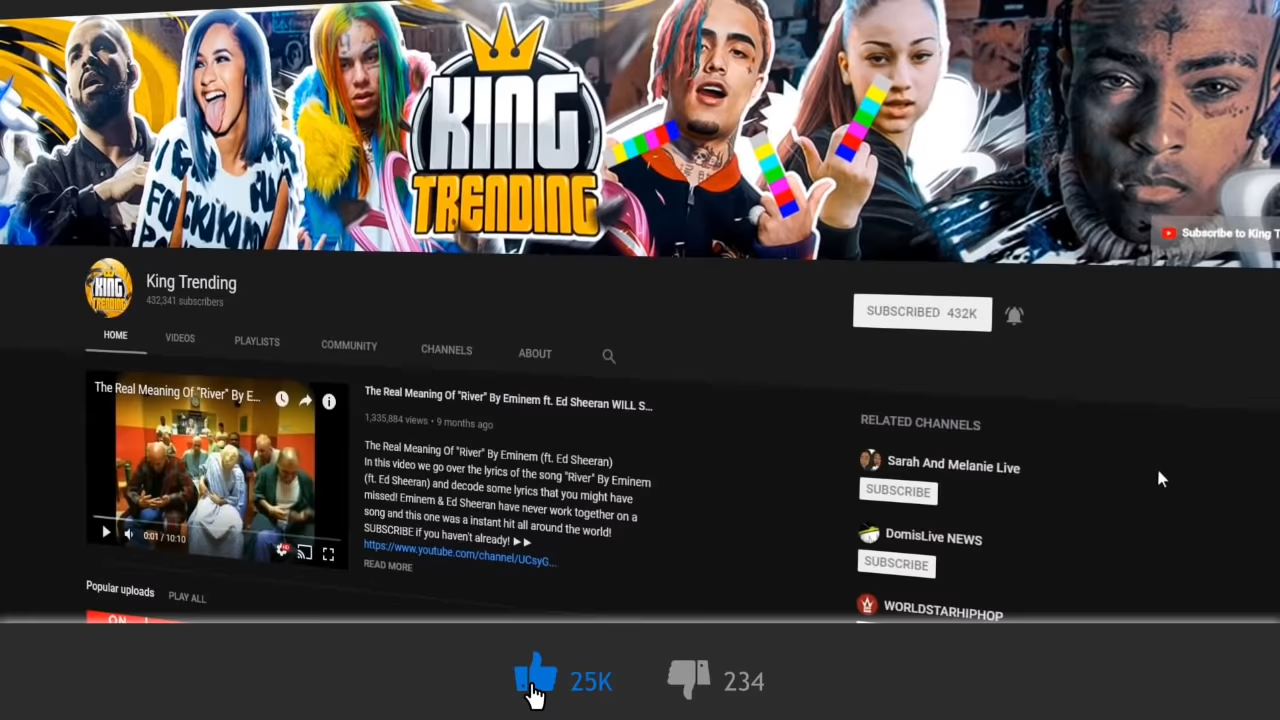 KING
TRENDING
Subscribe to King T
KING
TRENDING
King Trending
432,341 subscribers
SUBSCRIBED 432K
HOME
VIDEOS
PLAYLISTS
COMMUNITY
CHANNELS
ABOUT
The Real Meaning Of "River" By E...
0:01 / 10:10
HD
The Real Meaning Of "River" By Eminem ft. Ed Sheeran WILL S...
1,335,884 views • 9 months ago
The Real Meaning Of "River" By Eminem (ft. Ed Sheeran)
In this video we go over the lyrics of the song "River" By Eminem
(ft. Ed Sheeran) and decode some lyrics that you might have
missed! Eminem & Ed Sheeran have never work together on a
song and this one was a instant hit all around the world!
SUBSCRIBE if you haven't already! ▶ ▶
https://www.youtube.com/channel/UCsyG...
READ MORE
RELATED CHANNELS
Sarah And Melanie Live
SUBSCRIBE
DomisLive NEWS
SUBSCRIBE
WORLDSTARHIPHOP
Popular uploads
PLAY ALL
ON
25K
234